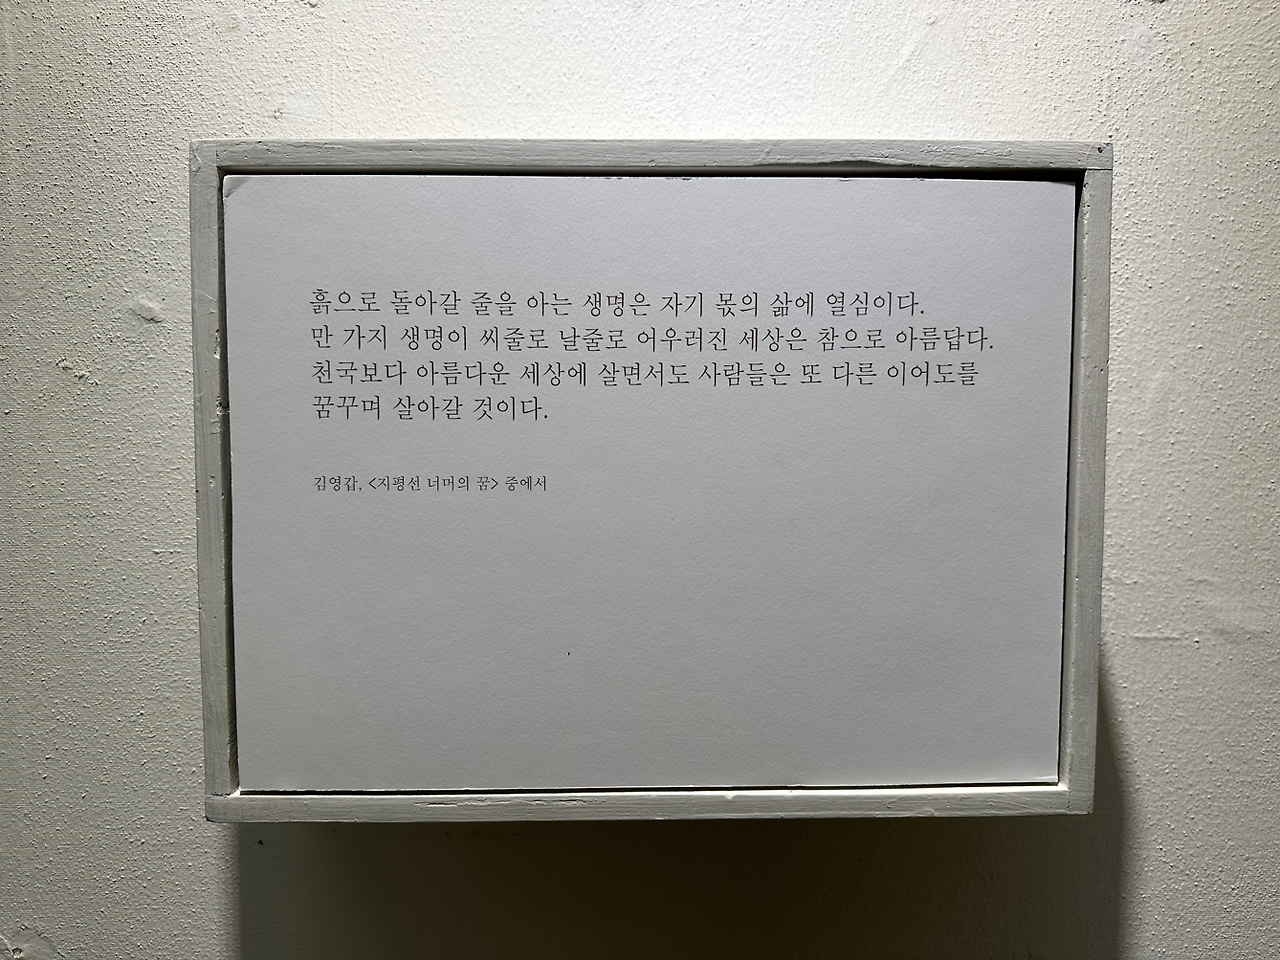 흙으로 돌아갈 줄을 아는 생명은 자기 몫의 삶에 열심이다.
만 가지 생명이 씨줄로 날줄로 어우러진 세상은 참으로 아름답다.
천국보다 아름다운 세상에 살면서도 사람들은 또 다른 이어도를
꿈꾸며 살아갈 것이다.
김영갑, <지평선 너머의 꿈> 중에서